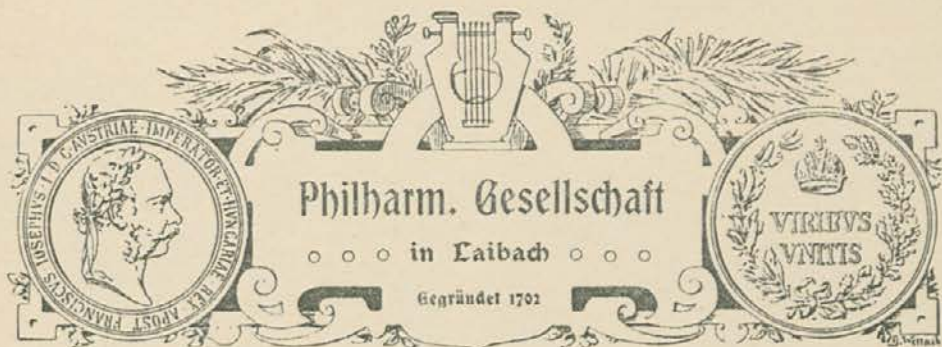 FRANCISCVS IOSEPHVS·I·D·G·AVSTRIAE·IMPERATOR·ET·HVNGARIAE REX APOST
Philharm. Gesellschaft
in Laibach
Gegründet 1702
VIRIBVS
VNITIS